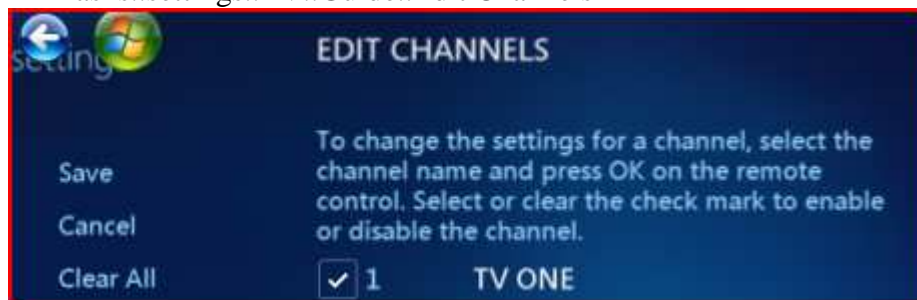 EDIT CHANNELS
To change the settings for a channel, select the
channel name and press OK on the remote
control. Select or clear the check mark to enable
or disable the channel.
Save
Cancel
Clear All
1 TV ONE